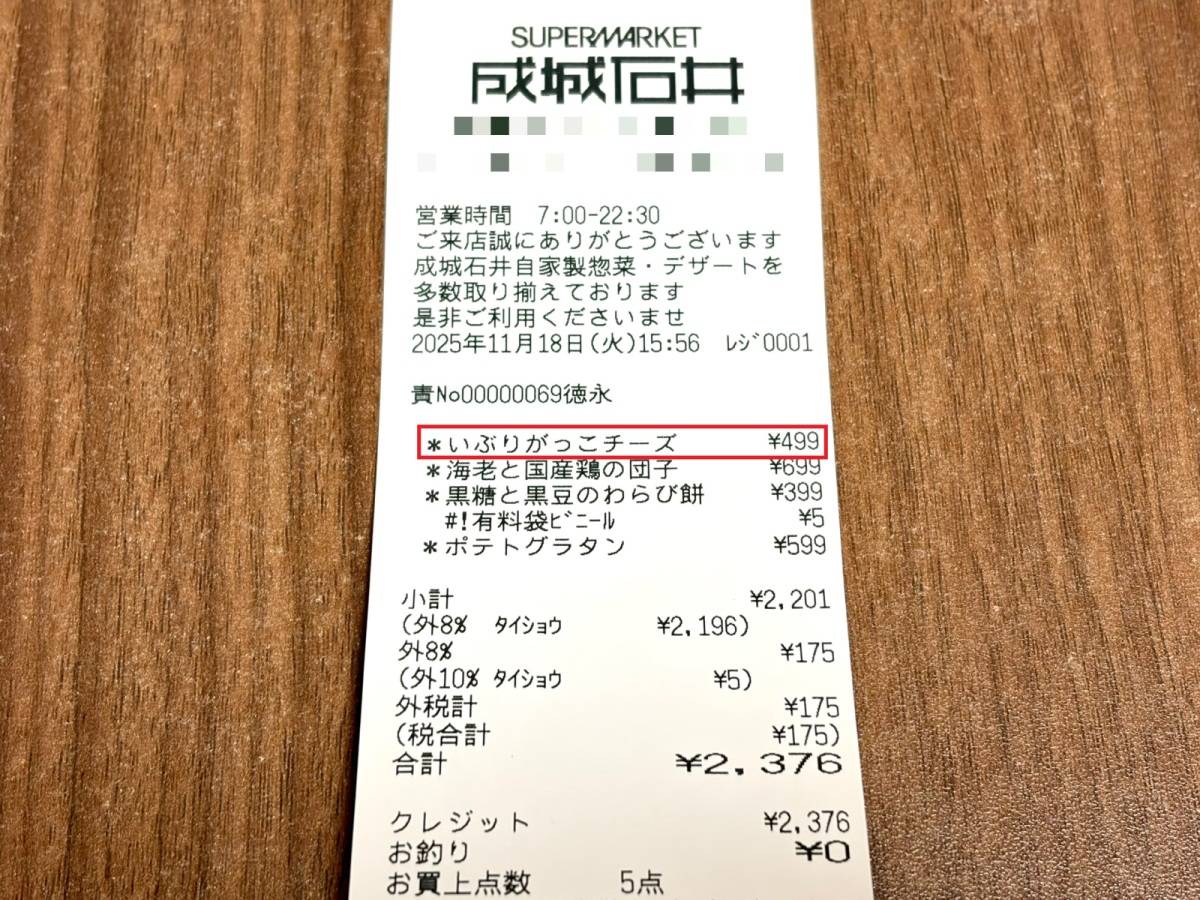 SUPERMARKET
成城石井
営業時間 7:00-22:30
ご来店誠にありがとうございます
成城石井自家製惣菜・デザートを
多数取り揃えております
是非ご利用くださいませ
2025年11月18日(火)15:56 ﾚｼﾞ0001
責No00000069徳永
*いぶりがっこチーズ ¥499
*海老と国産鶏の団子 ¥699
*黒糖と黒豆のわらび餅 ¥399
#!有料袋ﾋﾞﾆｰﾙ ¥5
*ポテトグラタン ¥599
小計 ¥2,201
(外8% ﾀｲｼｮｳ ¥2,196)
外8% ¥175
(外10% ﾀｲｼｮｳ ¥5)
外税計 ¥175
(税合計 ¥175)
合計 ¥2,376
クレジット ¥2,376
お釣り ¥0
お買上点数 5点